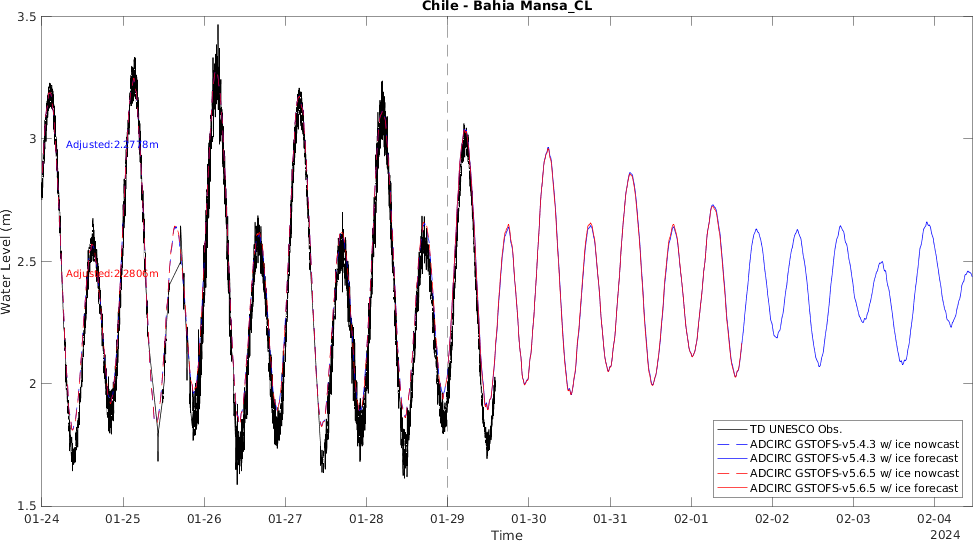 Chile - Bahia Mansa_CL
3.5
3
2.5
2
1.5
Water Level (m)
Adjusted:2.2778m
Adjusted:2.2806m
TD UNESCO Obs.
ADCIRC GSTOFS-v5.4.3 w/ ice nowcast
ADCIRC GSTOFS-v5.4.3 w/ ice forecast
ADCIRC GSTOFS-v5.6.5 w/ ice nowcast
ADCIRC GSTOFS-v5.6.5 w/ ice forecast
01-24 01-25 01-26 01-27 01-28 01-29 01-30 01-31 02-01 02-02 02-03 02-04
Time
2024